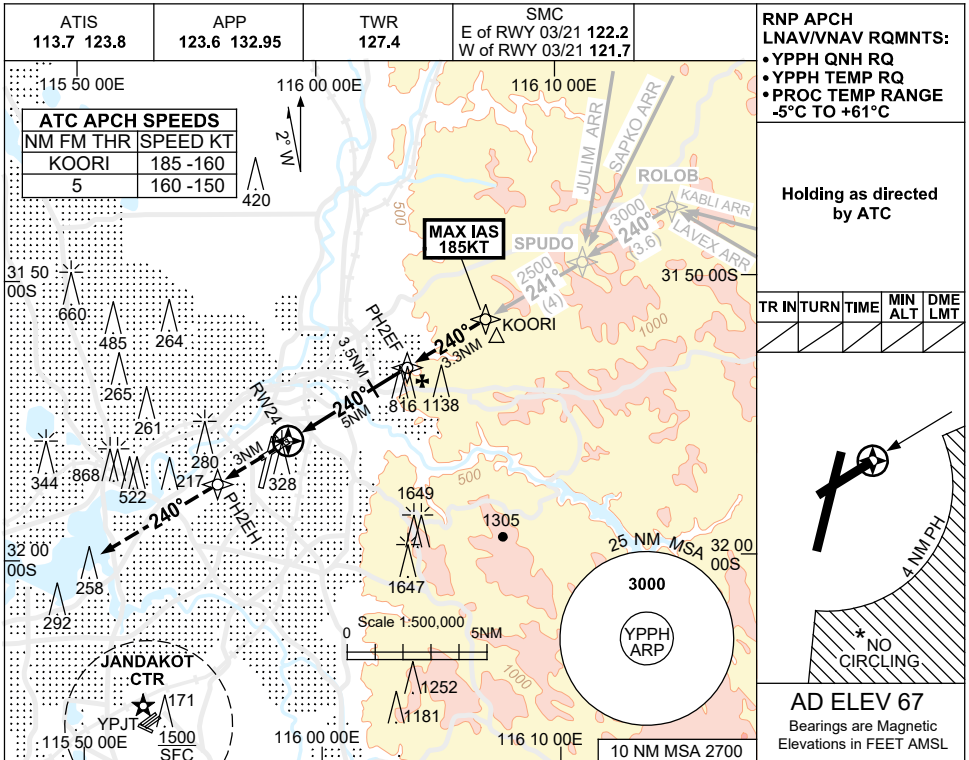 ATIS
113.7 123.8
APP
123.6 132.95
TWR
127.4
SMC
E of RWY 03/21 122.2
W of RWY 03/21 121.7
RNP APCH
LNAV/VNAV RQMNTS:
• YPPH QNH RQ
• YPPH TEMP RQ
• PROC TEMP RANGE
-5°C TO +61°C
115 50 00E
116 00 00E
116 10 00E
ATC APCH SPEEDS
NM FM THR SPEED KT
KOORI 185 -160
5 160 -150
2° W
420
500
JULIM ARR
SAPKO ARR
ROLOB
KABLI ARR
LAVEX ARR
3000
240°
(3.6)
SPUDO
2500
241°
(4)
MAX IAS
185KT
Holding as directed
by ATC
31 50
00S
31 50 00S
660
485
264
265
261
KOORI
1000
PH2EF
240°
3.3NM
3.5NM
240°
5NM
816
1138
RW24
TR IN TURN TIME MIN ALT DME LMT
344
868
522
217
280
3NM
328
PH2EH
240°
500
1649
1305
1647
25 NM MSA
3000
YPPH
ARP
32 00
00S
32 00
00S
258
292
4 NM PH
*NO
CIRCLING
Scale 1:500,000
0 5NM
JANDAKOT
CTR
171
YPJT
1500
SFC
1252
1181
1000
115 50 00E
116 00 00E
116 10 00E
10 NM MSA 2700
AD ELEV 67
Bearings are Magnetic
Elevations in FEET AMSL